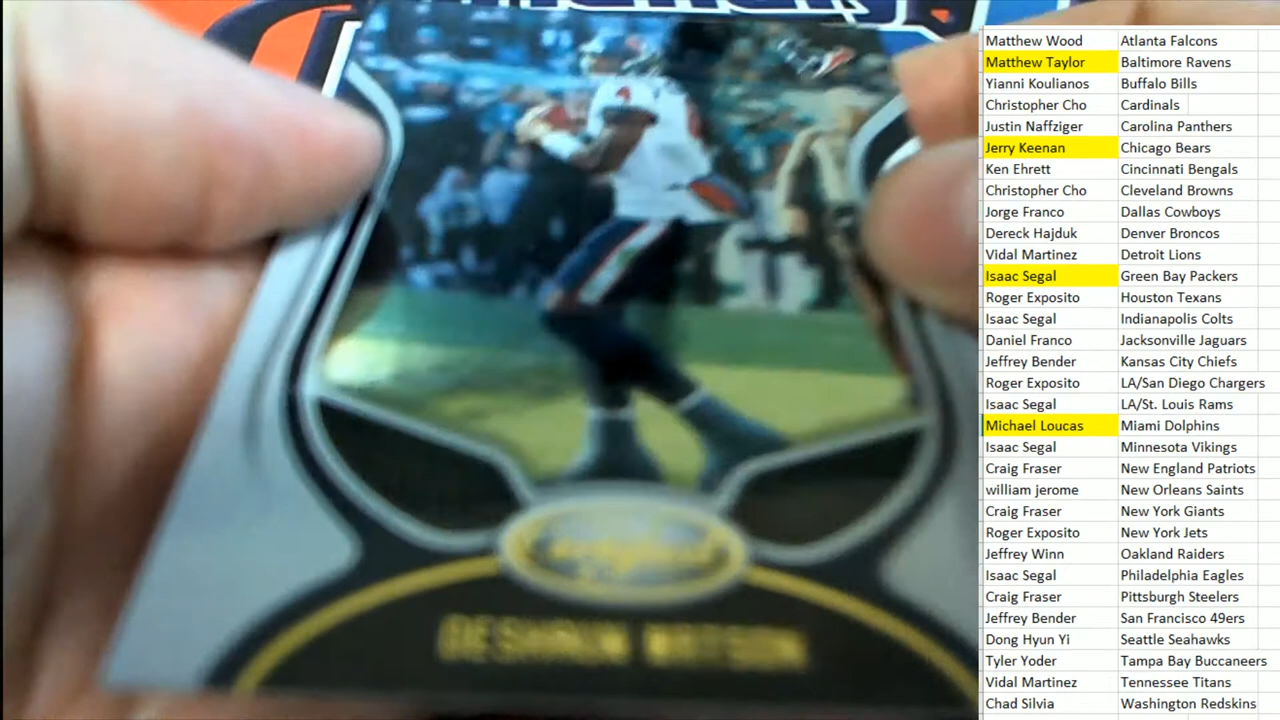 4
DESHAUN WATSON
Matthew Wood Atlanta Falcons
Matthew Taylor Baltimore Ravens
Yianni Koulianos Buffalo Bills
Christopher Cho Cardinals
Justin Naffziger Carolina Panthers
Jerry Keenan Chicago Bears
Ken Ehrett Cincinnati Bengals
Christopher Cho Cleveland Browns
Jorge Franco Dallas Cowboys
Dereck Hajduk Denver Broncos
Vidal Martinez Detroit Lions
Isaac Segal Green Bay Packers
Roger Exposito Houston Texans
Isaac Segal Indianapolis Colts
Daniel Franco Jacksonville Jaguars
Jeffrey Bender Kansas City Chiefs
Roger Exposito LA/San Diego Chargers
Isaac Segal LA/St. Louis Rams
Michael Loucas Miami Dolphins
Isaac Segal Minnesota Vikings
Craig Fraser New England Patriots
william jerome New Orleans Saints
Craig Fraser New York Giants
Roger Exposito New York Jets
Jeffrey Winn Oakland Raiders
Isaac Segal Philadelphia Eagles
Craig Fraser Pittsburgh Steelers
Jeffrey Bender San Francisco 49ers
Dong Hyun Yi Seattle Seahawks
Tyler Yoder Tampa Bay Buccaneers
Vidal Martinez Tennessee Titans
Chad Silvia Washington Redskins